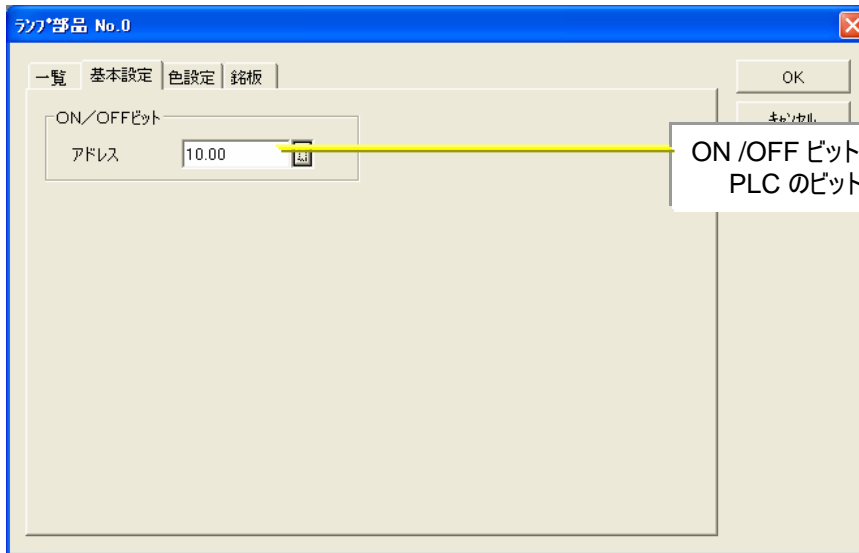 ランプ部品 No.0
一覧 基本設定 色設定 銘板
OK
キャンセル
ON/OFFビット
アドレス 10.00
ON /OFF ビット
PLC のビット